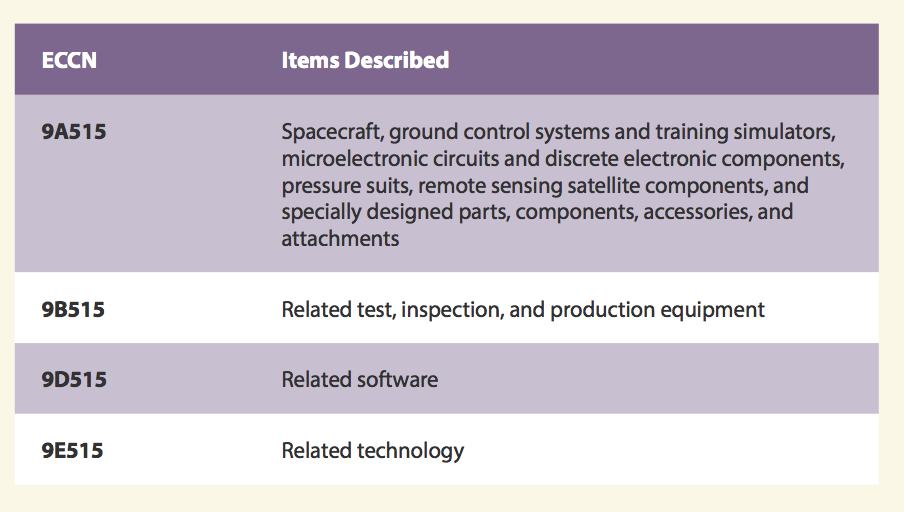 ECCN Items Described
9A515 Spacecraft, ground control systems and training simulators,
microelectronic circuits and discrete electronic components,
pressure suits, remote sensing satellite components, and
specially designed parts, components, accessories, and
attachments
9B515 Related test, inspection, and production equipment
9D515 Related software
9E515 Related technology